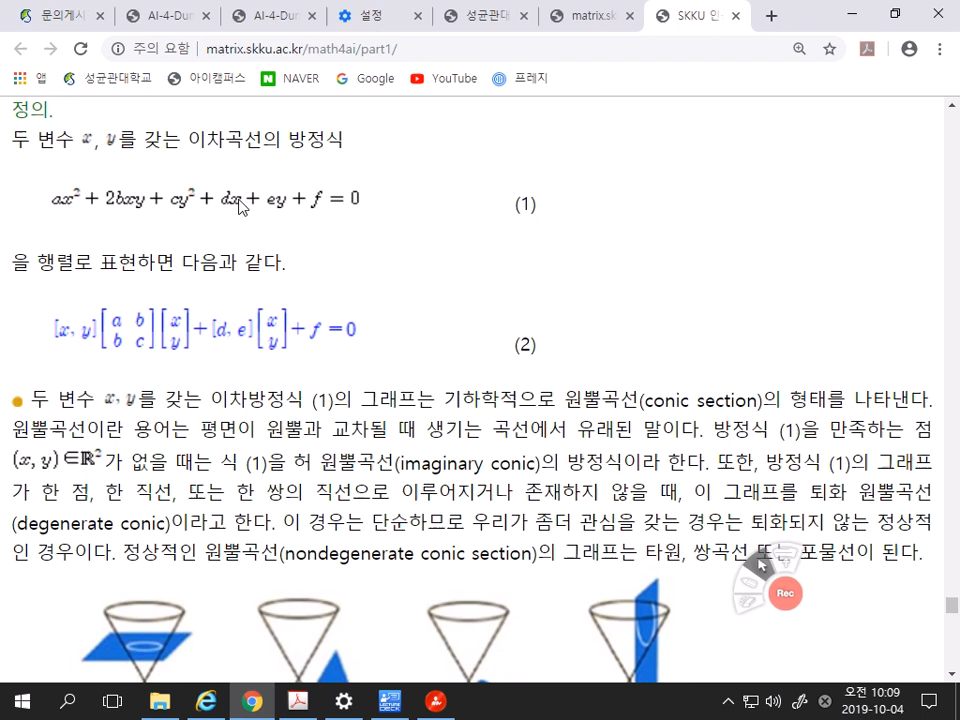 문의게시
AI-4-Dur
AI-4-Dur
설정
성균관대
matrix.sk
SKKU 인
주의 요함
matrix.skku.ac.kr/math4ai/part1/
앱
성균관대학교
아이캠퍼스
NAVER
Google
YouTube
프레지
정의.
두 변수 x, y를 갖는 이차곡선의 방정식
ax² + 2bxy + cy² + dx + ey + f = 0 (1)
을 행렬로 표현하면 다음과 같다.
[x, y] [a b; b c] [x; y] + [d, e] [x; y] + f = 0 (2)
두 변수 x, y를 갖는 이차방정식 (1)의 그래프는 기하학적으로 원뿔곡선(conic section)의 형태를 나타낸다.
원뿔곡선이란 용어는 평면이 원뿔과 교차될 때 생기는 곡선에서 유래된 말이다. 방정식 (1)을 만족하는 점
(x, y)∈ℝ²가 없을 때는 식 (1)을 허 원뿔곡선(imaginary conic)의 방정식이라 한다. 또한, 방정식 (1)의 그래프
가 한 점, 한 직선, 또는 한 쌍의 직선으로 이루어지거나 존재하지 않을 때, 이 그래프를 퇴화 원뿔곡선
(degenerate conic)이라고 한다. 이 경우는 단순하므로 우리가 좀더 관심을 갖는 경우는 퇴화되지 않는 정상적
인 경우이다. 정상적인 원뿔곡선(nondegenerate conic section)의 그래프는 타원, 쌍곡선 또는 포물선이 된다.
Rec
LECTURE
DECK
오전 10:09
2019-10-04